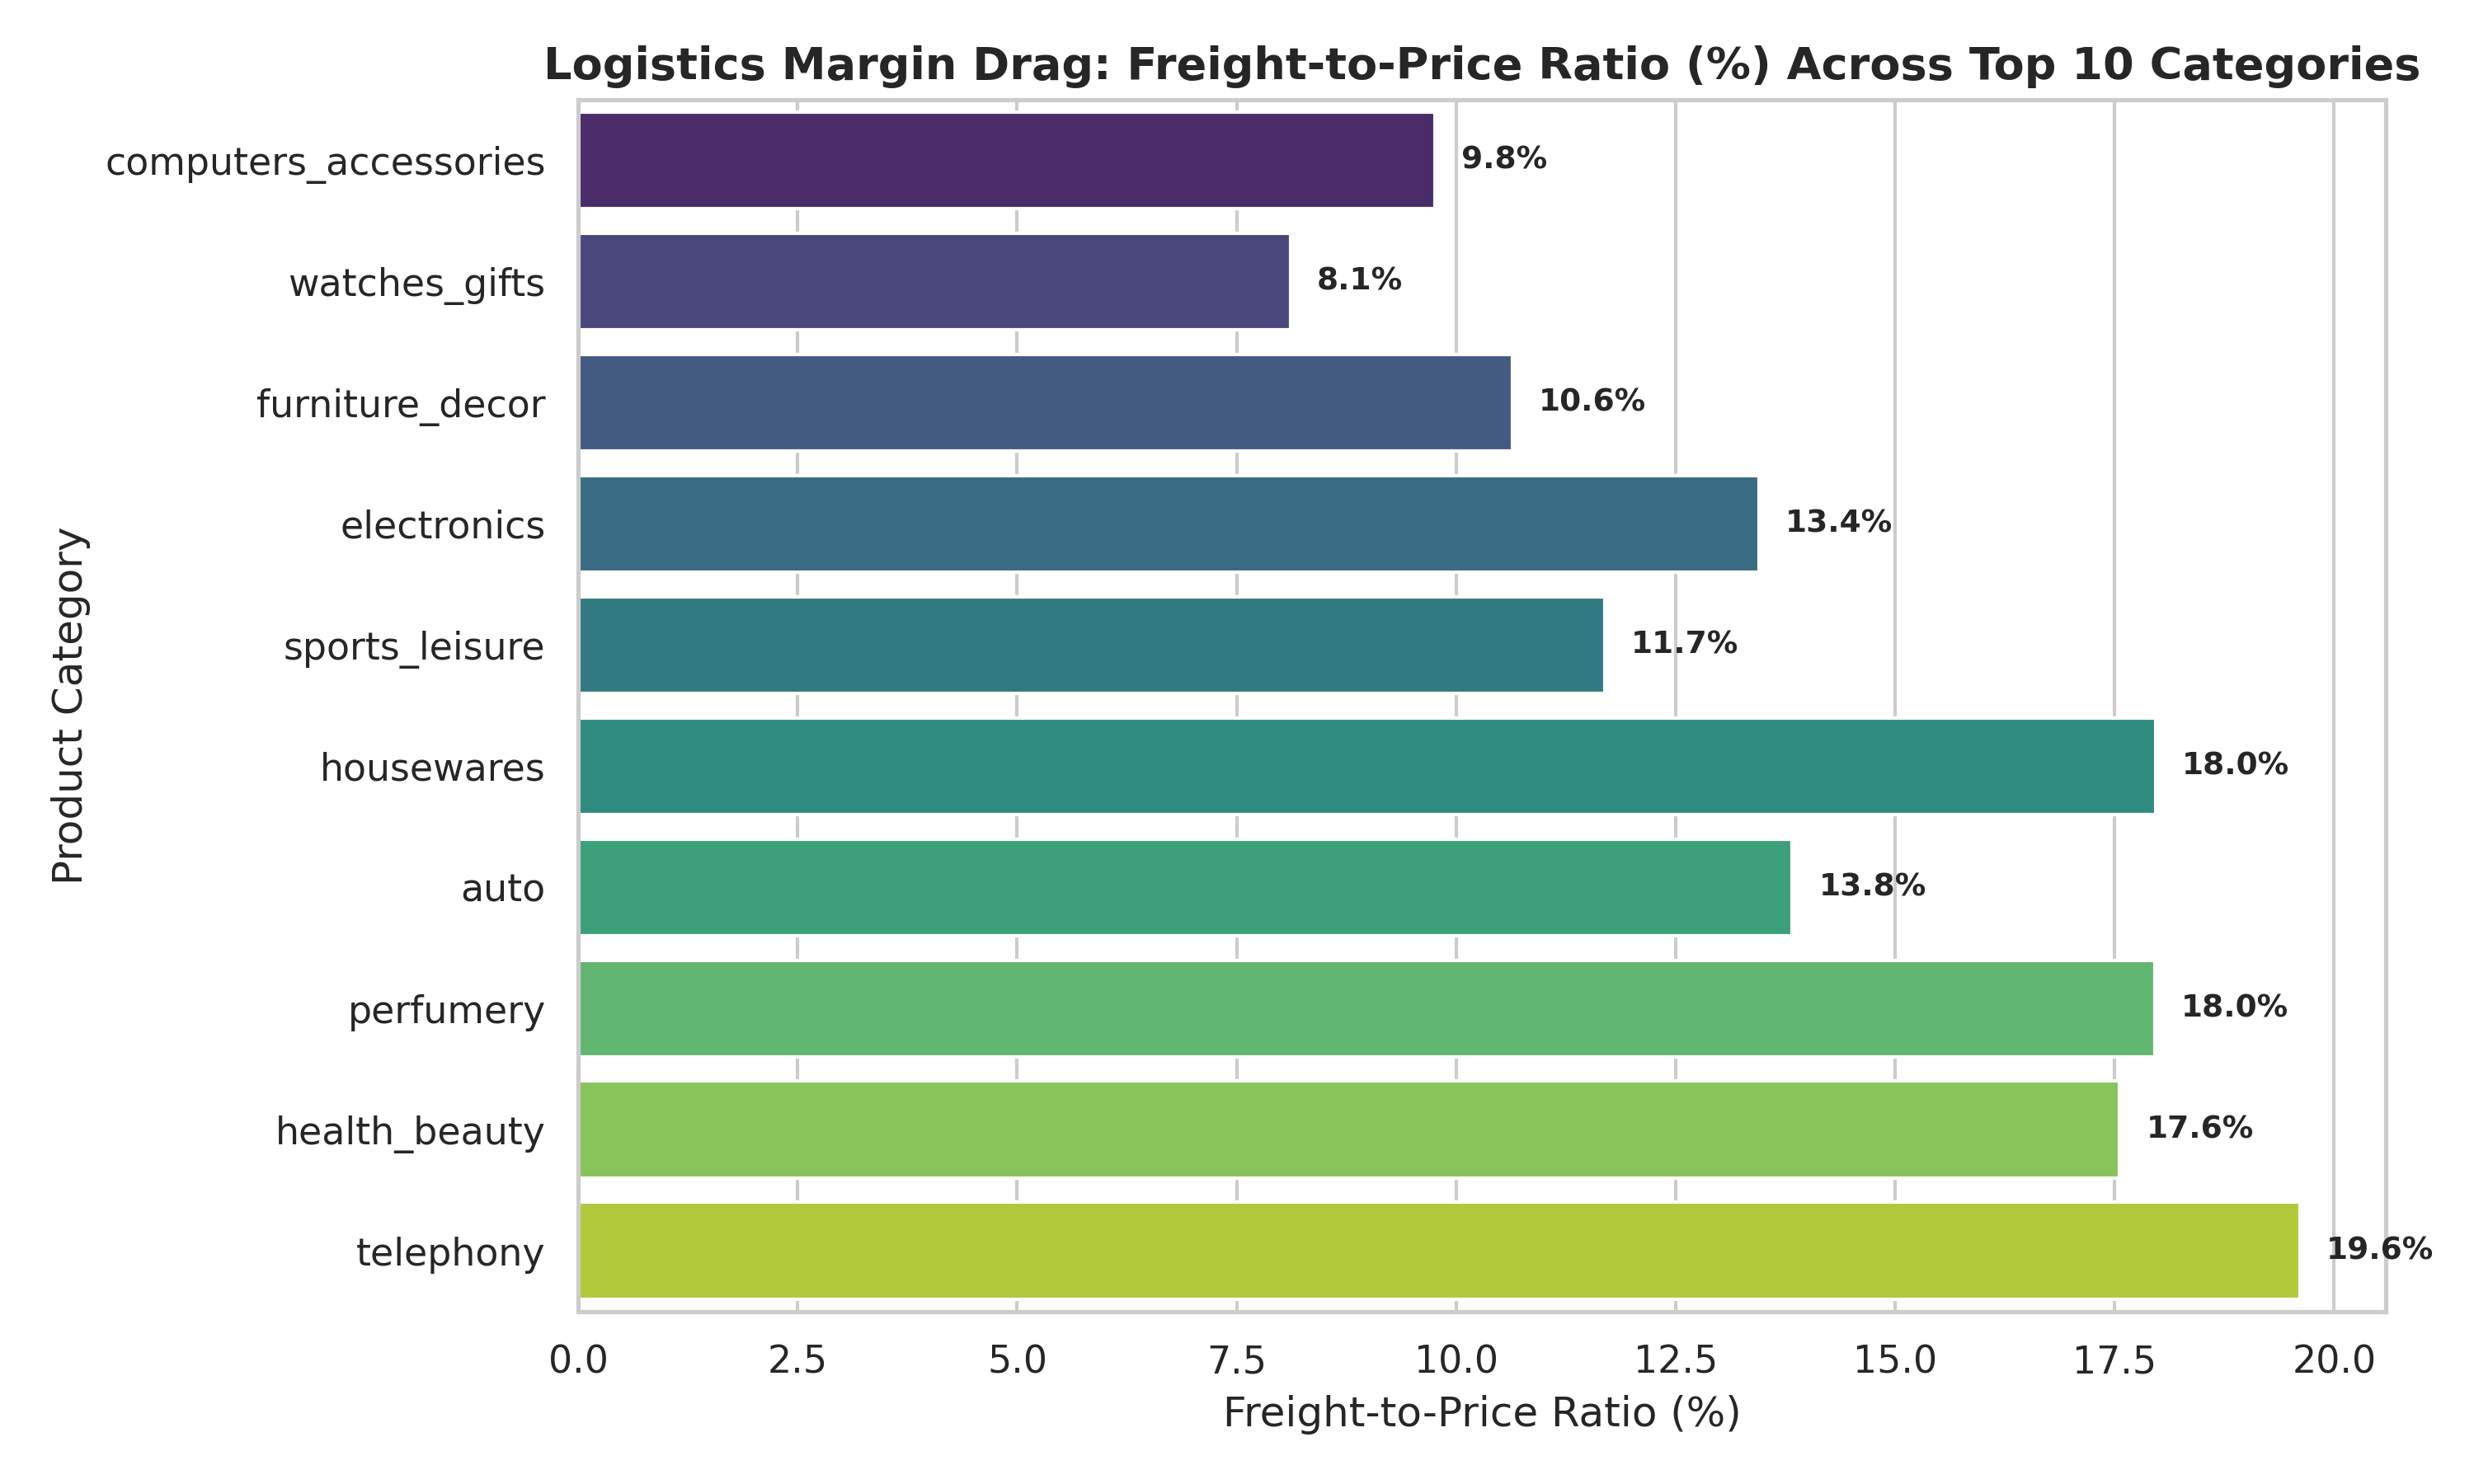 Logistics Margin Drag: Freight-to-Price Ratio (%) Across Top 10 Categories
Product Category
computers_accessories 9.8%
watches_gifts 8.1%
furniture_decor 10.6%
electronics 13.4%
sports_leisure 11.7%
housewares 18.0%
auto 13.8%
perfumery 18.0%
health_beauty 17.6%
telephony 19.6%
0.0 2.5 5.0 7.5 10.0 12.5 15.0 17.5 20.0
Freight-to-Price Ratio (%)